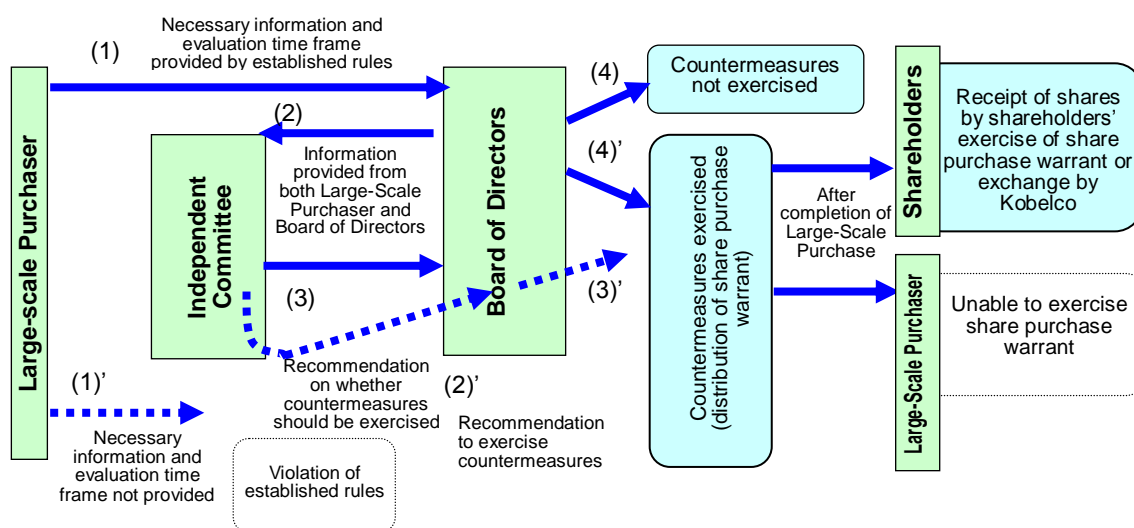 Large-scale Purchaser
(1)
Necessary information and
evaluation time frame
provided by established rules
(2)
Independent
Committee
Information
provided from
both Large-Scale
Purchaser and
Board of Directors
(3)
Board of Directors
(4)
Countermeasures
not exercised
(4)’
(3)’
Countermeasures exercised
(distribution of share purchase
warrant)
After
completion of
Large-Scale
Purchase
Shareholders
Receipt of shares
by shareholders’
exercise of share
purchase warrant or
exchange by
Kobelco
Large-Scale Purchaser
Unable to exercise
share purchase
warrant
(1)’
Necessary
information and
evaluation time
frame not provided
Violation of
established rules
Recommendation
on whether
countermeasures
should be exercised
(2)’
Recommendation
to exercise
countermeasures